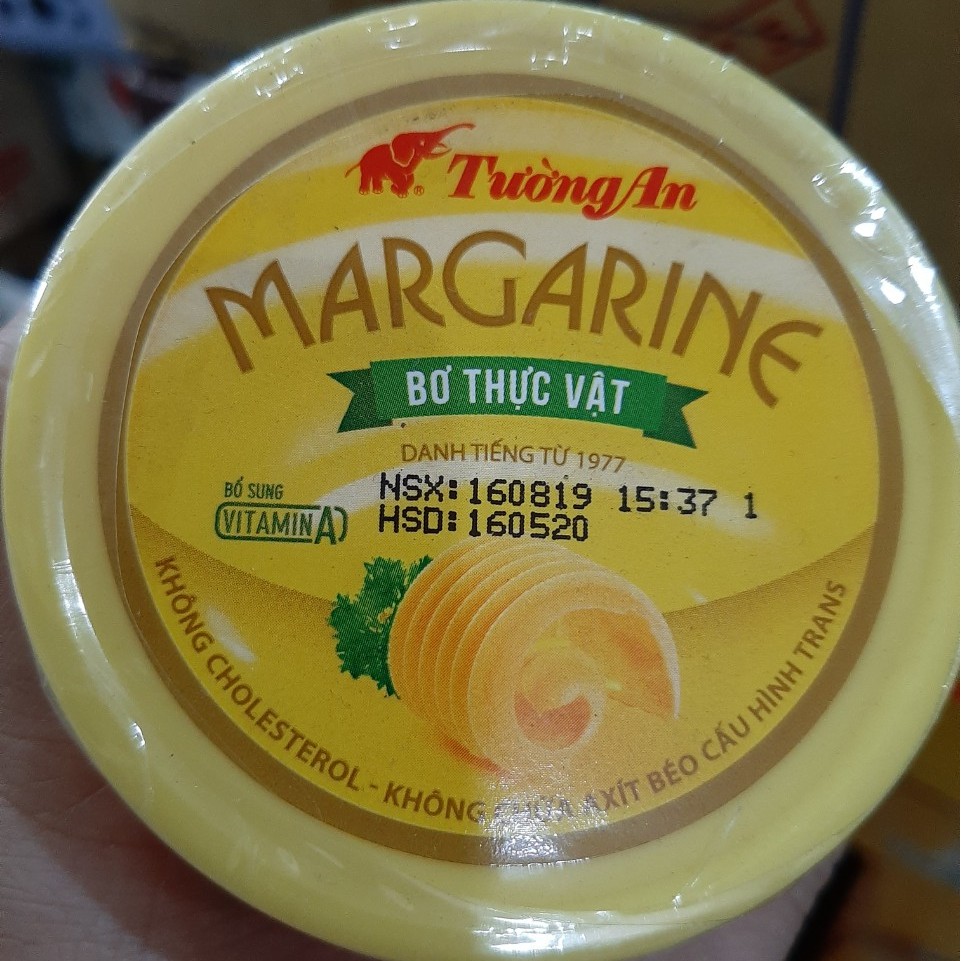 Tường An
MARGARINE
BƠ THỰC VẬT
DANH TIẾNG TỪ 1977
NSX: 160819 15:37 1
HSD: 160520
BỔ SUNG
VITAMIN A
KHÔNG CHOLESTEROL - KHÔNG CHỨA AXÍT BÉO CẤU HÌNH TRANS